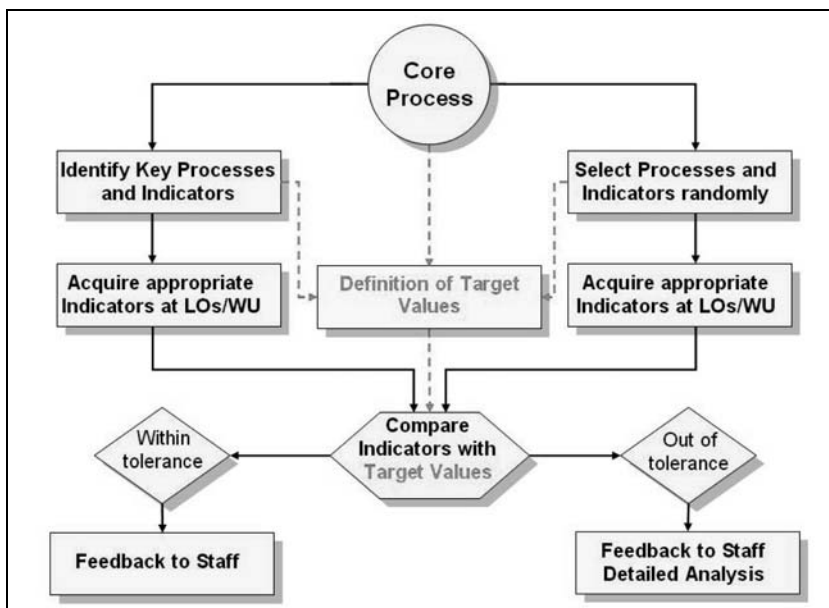 Core
Process
Identify Key Processes
and Indicators
Select Processes and
Indicators randomly
Acquire appropriate
Indicators at LOs/WU
Definition of Target
Values
Acquire appropriate
Indicators at LOs/WU
Within
tolerance
Compare
Indicators with
Target Values
Out of
tolerance
Feedback to Staff
Feedback to Staff
Detailed Analysis